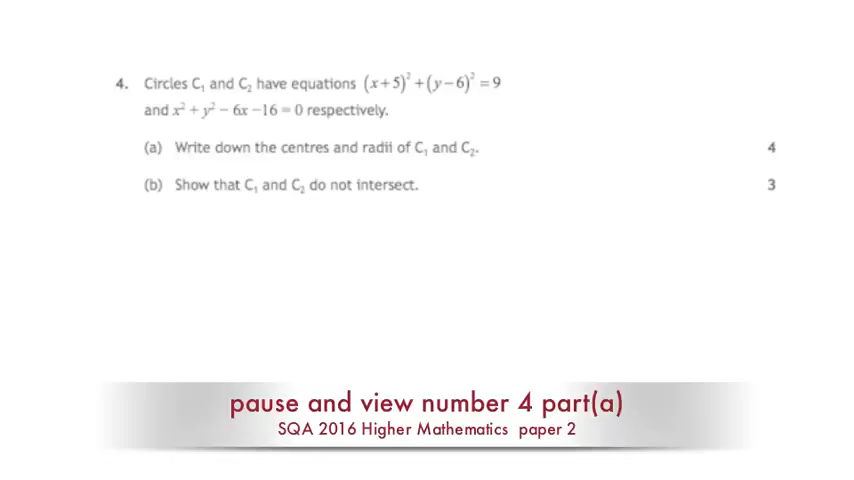 4. Circles C₁ and C₂ have equations (x+5)² + (y−6)² = 9
and x² + y² − 6x −16 = 0 respectively.
(a) Write down the centres and radii of C₁ and C₂. 4
(b) Show that C₁ and C₂ do not intersect. 3
pause and view number 4 part(a)
SQA 2016 Higher Mathematics paper 2